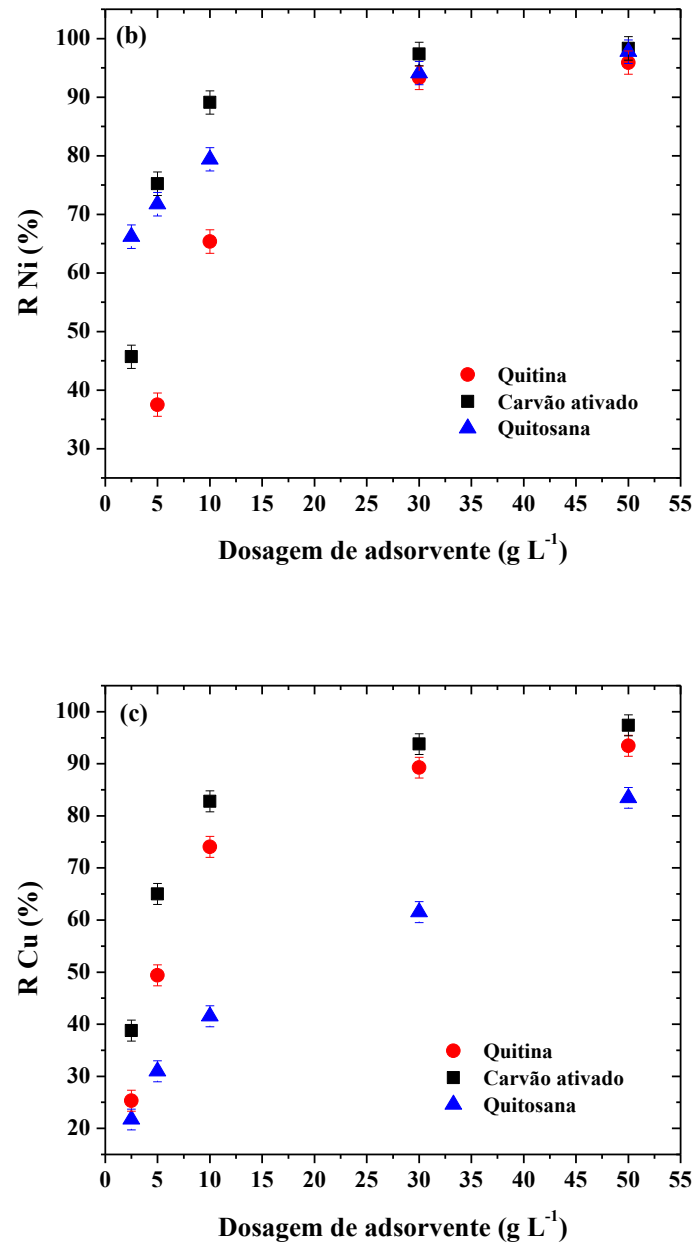 (b)
100
90
80
70
60
50
40
30
R Ni (%)
Quitina
Carvão ativado
Quitosana
0 5 10 15 20 25 30 35 40 45 50 55
Dosagem de adsorvente (g L⁻¹)
(c)
100
90
80
70
60
50
40
30
20
R Cu (%)
Quitina
Carvão ativado
Quitosana
0 5 10 15 20 25 30 35 40 45 50 55
Dosagem de adsorvente (g L⁻¹)